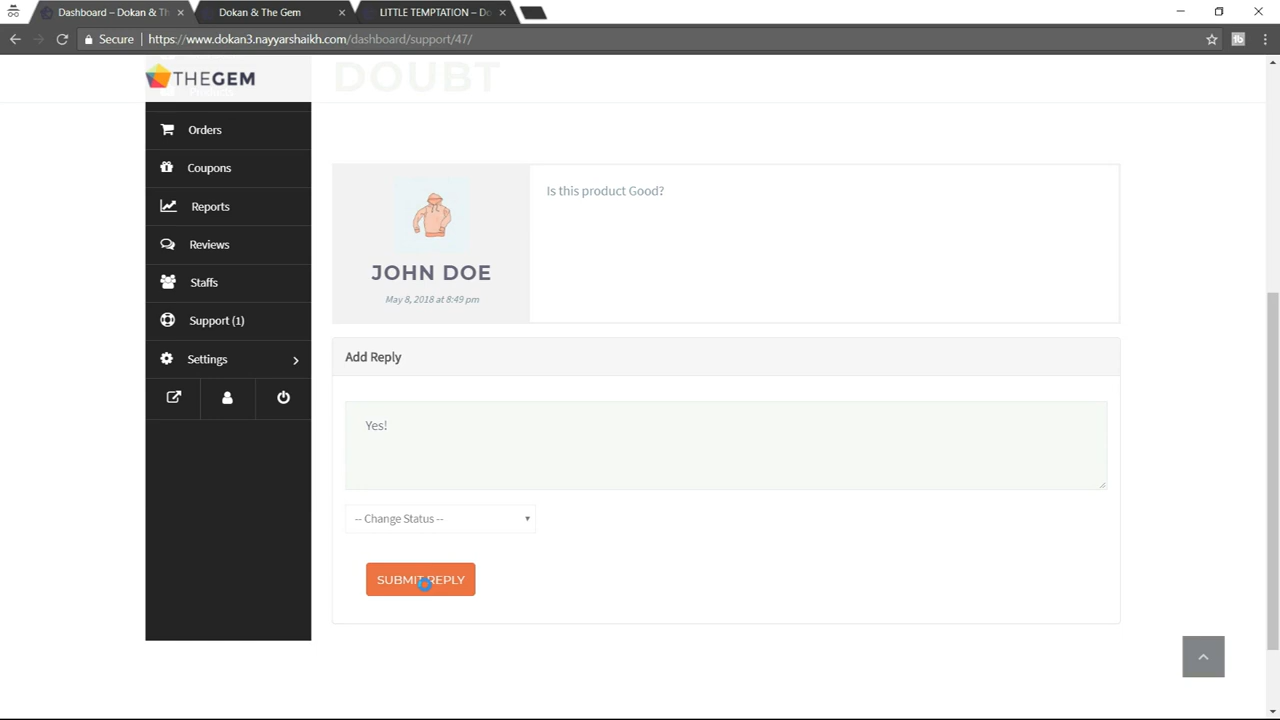 Dashboard – Dokan & Th
Dokan & The Gem
LITTLE TEMPTATION – Do
Secure
https://www.dokan3.nayyarshaikh.com/dashboard/support/47/
THEGEM
DOUBT
Orders
Coupons
Reports
Reviews
Staffs
Support (1)
Settings
Is this product Good?
JOHN DOE
May 8, 2018 at 8:49 pm
Add Reply
Yes!
-- Change Status --
SUBMIT REPLY